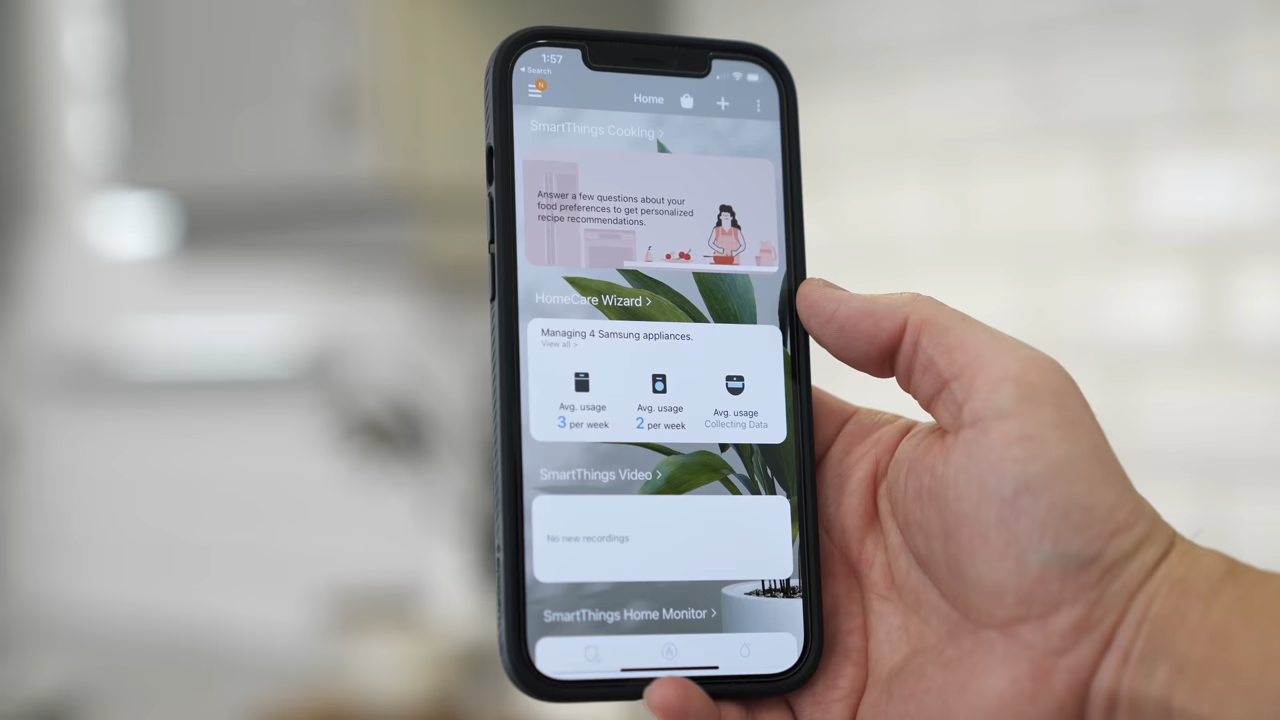 1:57
◀ Search
N
Home
SmartThings Cooking >
Answer a few questions about your
food preferences to get personalized
recipe recommendations.
HomeCare Wizard >
Managing 4 Samsung appliances.
View all >
Avg. usage
3 per week
Avg. usage
2 per week
Avg. usage
Collecting Data
SmartThings Video >
No new recordings
SmartThings Home Monitor >